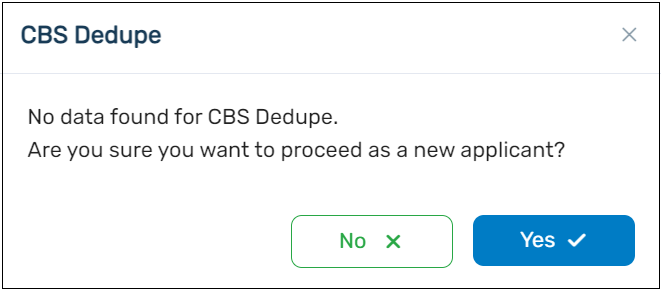 CBS Dedupe
No data found for CBS Dedupe.
Are you sure you want to proceed as a new applicant?
No
Yes